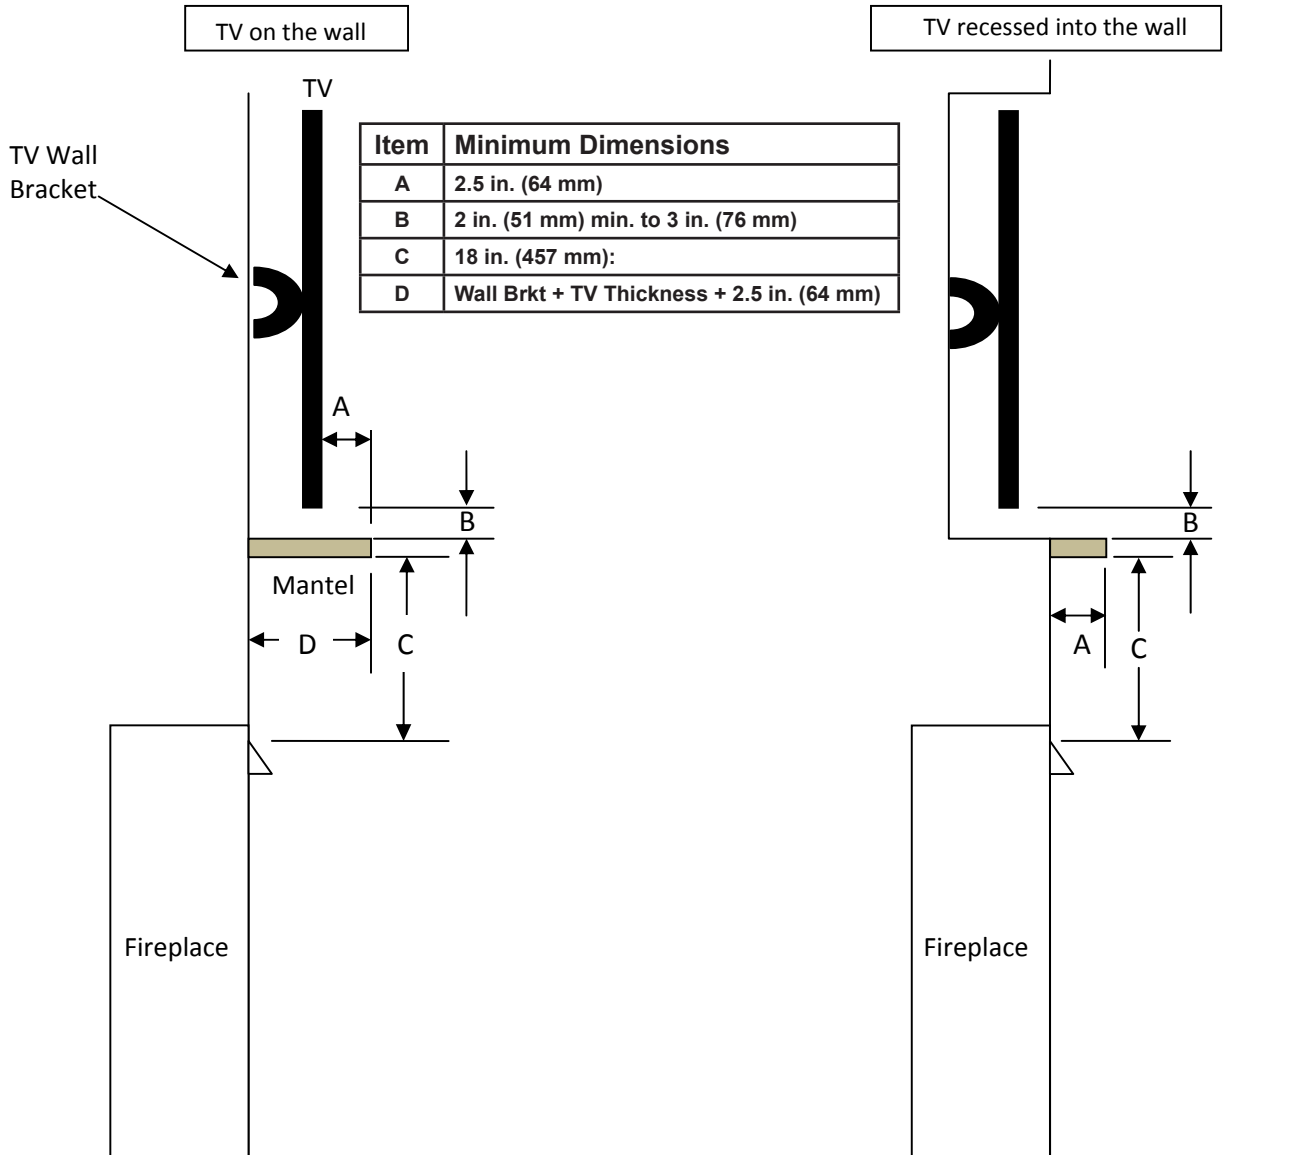 TV on the wall
TV recessed into the wall
TV
TV Wall
Bracket
Item Minimum Dimensions
A 2.5 in. (64 mm)
B 2 in. (51 mm) min. to 3 in. (76 mm)
C 18 in. (457 mm):
D Wall Brkt + TV Thickness + 2.5 in. (64 mm)
A
B
Mantel
D
C
Fireplace
B
A
C
Fireplace